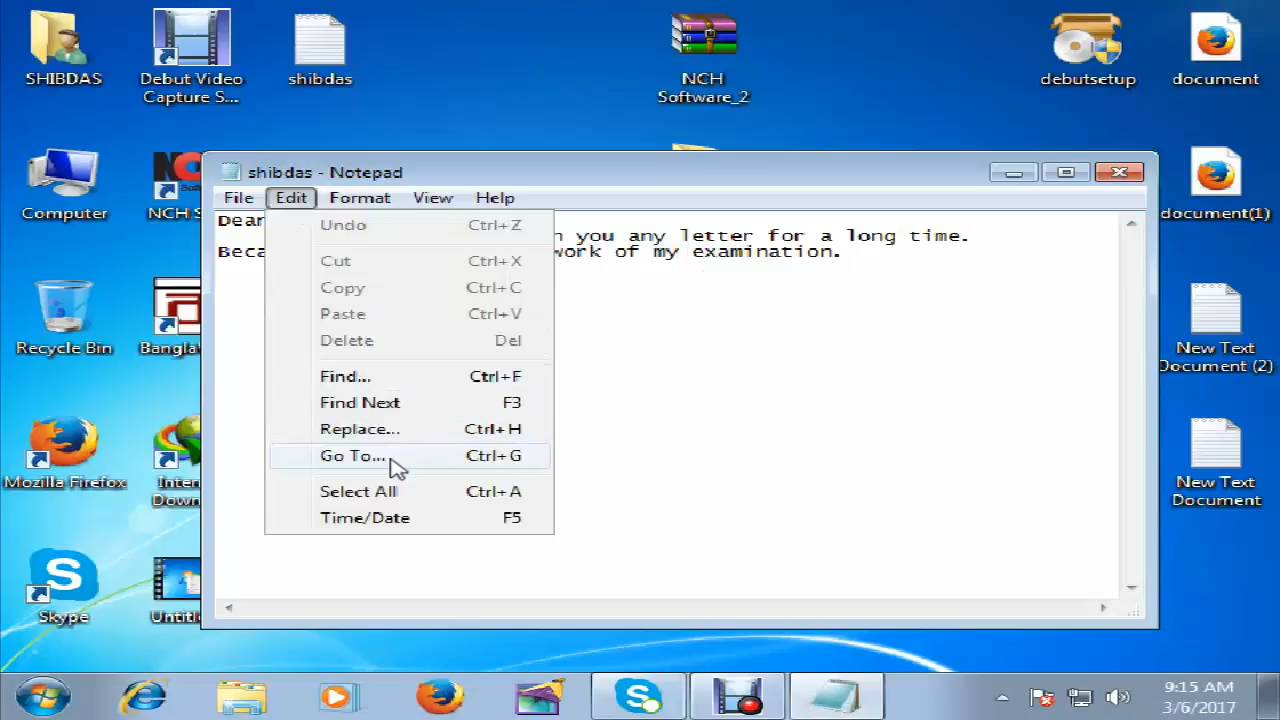 SHIBDAS
Debut Video
Capture S...
shibdas
NCH
Software_2
debutsetup
document
shibdas - Notepad
File Edit Format View Help
Dear
you any letter for a long time.
Beca work of my examination.
Undo Ctrl+Z
Cut Ctrl+X
Copy Ctrl+C
Paste Ctrl+V
Delete Del
Find... Ctrl+F
Find Next F3
Replace... Ctrl+H
Go To... Ctrl+G
Select All Ctrl+A
Time/Date F5
Computer
NCH S
document(1)
Recycle Bin
Bangla
New Text
Document (2)
Mozilla Firefox
Inter
Down
New Text
Document
Skype
Untitl
9:15 AM
3/6/2017